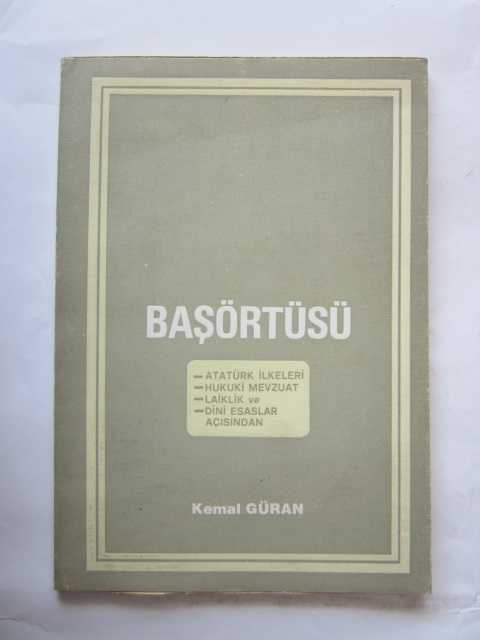 BAŞÖRTÜSÜ
— ATATÜRK İLKELERİ
— HUKUKİ MEVZUAT
— LAİKLİK ve
— DİNİ ESASLAR
AÇISINDAN
Kemal GÜRAN